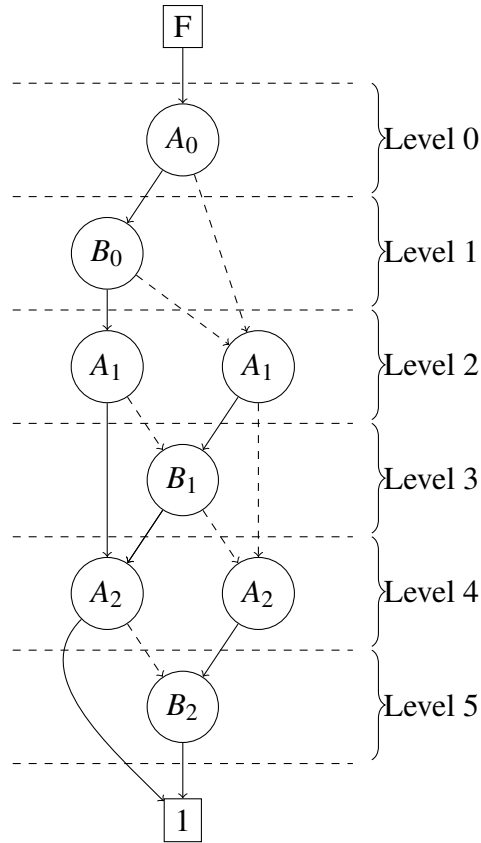 F
A₀
Level 0
B₀
Level 1
A₁ A₁
Level 2
B₁
Level 3
A₂ A₂
Level 4
B₂
Level 5
1